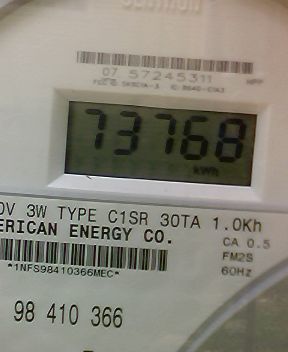 07 57245311
73768
kWh
0V 3W TYPE C1SR 30TA 1.0Kh
ERICAN ENERGY CO.
CA 0.5
FM2S
*1NFS98410366MEC*
60Hz
98 410 366